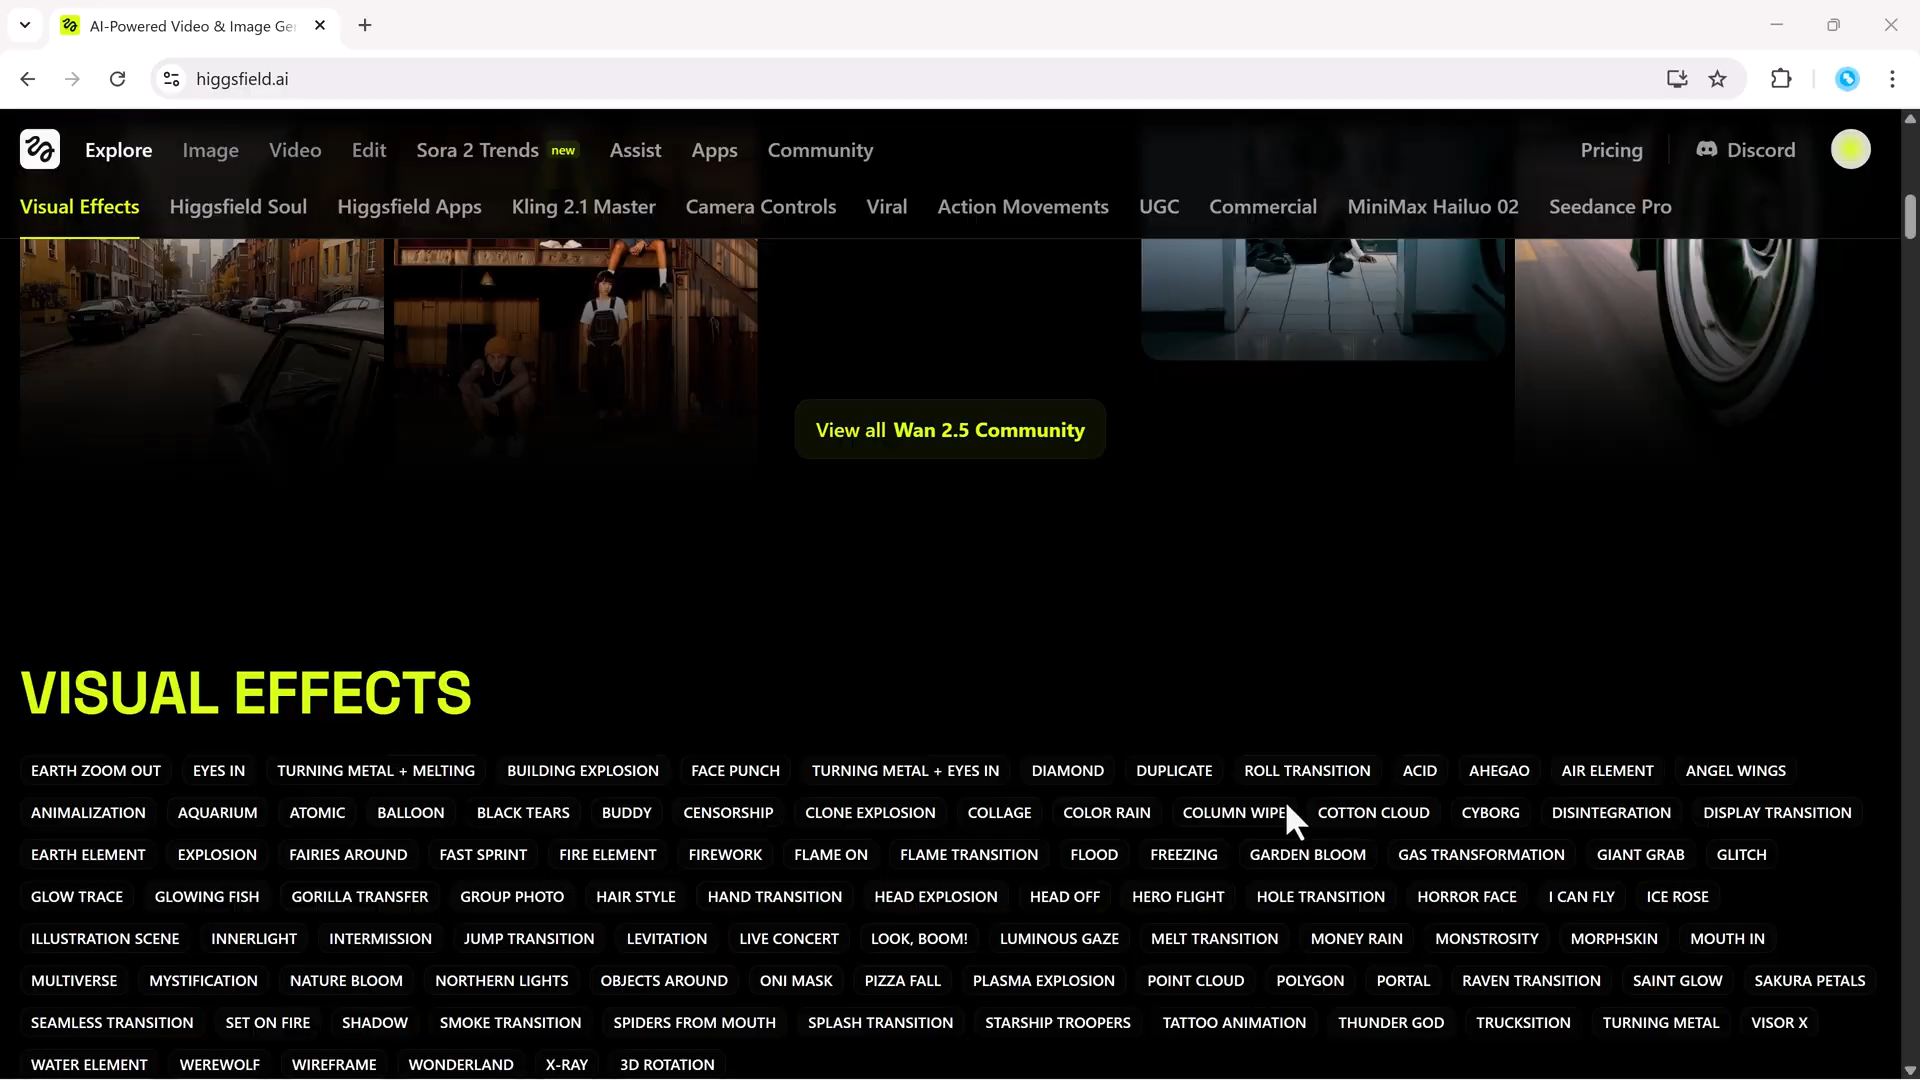 AI-Powered Video & Image Ge
higgsfield.ai
Explore Image Video Edit Sora 2 Trends new Assist Apps Community Pricing Discord
Visual Effects Higgsfield Soul Higgsfield Apps Kling 2.1 Master Camera Controls Viral Action Movements UGC Commercial MiniMax Hailuo 02 Seedance Pro
View all Wan 2.5 Community
VISUAL EFFECTS
EARTH ZOOM OUT EYES IN TURNING METAL + MELTING BUILDING EXPLOSION FACE PUNCH TURNING METAL + EYES IN DIAMOND DUPLICATE ROLL TRANSITION ACID AHEGAO AIR ELEMENT ANGEL WINGS
ANIMALIZATION AQUARIUM ATOMIC BALLOON BLACK TEARS BUDDY CENSORSHIP CLONE EXPLOSION COLLAGE COLOR RAIN COLUMN WIPE COTTON CLOUD CYBORG DISINTEGRATION DISPLAY TRANSITION
EARTH ELEMENT EXPLOSION FAIRIES AROUND FAST SPRINT FIRE ELEMENT FIREWORK FLAME ON FLAME TRANSITION FLOOD FREEZING GARDEN BLOOM GAS TRANSFORMATION GIANT GRAB GLITCH
GLOW TRACE GLOWING FISH GORILLA TRANSFER GROUP PHOTO HAIR STYLE HAND TRANSITION HEAD EXPLOSION HEAD OFF HERO FLIGHT HOLE TRANSITION HORROR FACE I CAN FLY ICE ROSE
ILLUSTRATION SCENE INNERLIGHT INTERMISSION JUMP TRANSITION LEVITATION LIVE CONCERT LOOK, BOOM! LUMINOUS GAZE MELT TRANSITION MONEY RAIN MONSTROSITY MORPHSKIN MOUTH IN
MULTIVERSE MYSTIFICATION NATURE BLOOM NORTHERN LIGHTS OBJECTS AROUND ONI MASK PIZZA FALL PLASMA EXPLOSION POINT CLOUD POLYGON PORTAL RAVEN TRANSITION SAINT GLOW SAKURA PETALS
SEAMLESS TRANSITION SET ON FIRE SHADOW SMOKE TRANSITION SPIDERS FROM MOUTH SPLASH TRANSITION STARSHIP TROOPERS TATTOO ANIMATION THUNDER GOD TRUCKSITION TURNING METAL VISOR X
WATER ELEMENT WEREWOLF WIREFRAME WONDERLAND X-RAY 3D ROTATION